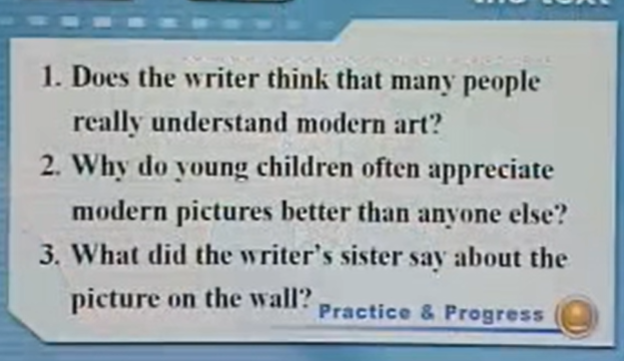 1. Does the writer think that many people
really understand modern art?
2. Why do young children often appreciate
modern pictures better than anyone else?
3. What did the writer's sister say about the
picture on the wall?
Practice & Progress